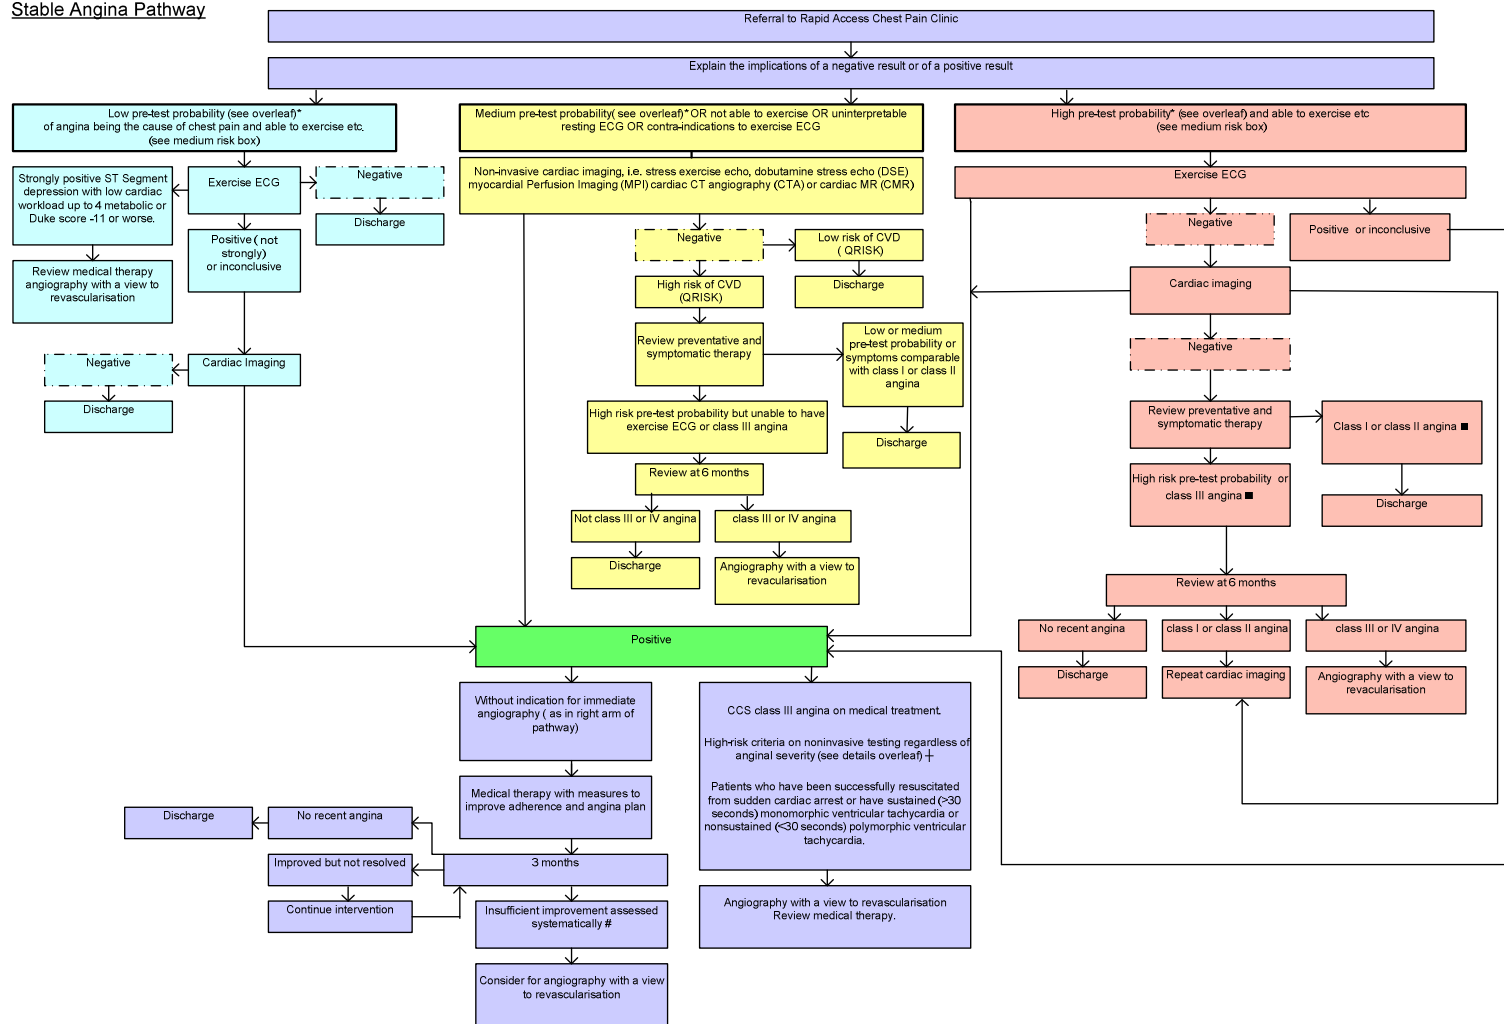 Stable Angina Pathway
Referral to Rapid Access Chest Pain Clinic
Explain the implications of a negative result or of a positive result
Low pre-test probability (see overleaf)*
of angina being the cause of chest pain and able to exercise etc.
(see medium risk box)
Strongly positive ST Segment
depression with low cardiac
workload up to 4 metabolic or
Duke score -11 or worse.
Exercise ECG
Negative
Discharge
Positive ( not
strongly)
or inconclusive
Review medical therapy
angiography with a view to
revascularisation
Negative
Cardiac Imaging
Discharge
Medium pre-test probability( see overleaf)* OR not able to exercise OR uninterpretable
resting ECG OR contra-indications to exercise ECG
Non-invasive cardiac imaging, i.e. stress exercise echo, dobutamine stress echo (DSE)
myocardial Perfusion Imaging (MPI) cardiac CT angiography (CTA) or cardiac MR (CMR)
Negative
Low risk of CVD
( QRISK)
High risk of CVD
(QRISK)
Discharge
Review preventative and
symptomatic therapy
Low or medium
pre-test probability or
symptoms comparable
with class I or class II
angina
High risk pre-test probability but unable to have
exercise ECG or class III angina
Discharge
Review at 6 months
Not class III or IV angina
class III or IV angina
Discharge
Angiography with a view to
revacularisation
High pre-test probability* (see overleaf) and able to exercise etc
(see medium risk box)
Exercise ECG
Negative
Positive or inconclusive
Cardiac imaging
Negative
Review preventative and
symptomatic therapy
Class I or class II angina ■
High risk pre-test probability or
class III angina ■
Discharge
Review at 6 months
No recent angina
class I or class II angina
class III or IV angina
Discharge
Repeat cardiac imaging
Angiography with a view to
revacularisation
Positive
Without indication for immediate
angiography ( as in right arm of
pathway)
CCS class III angina on medical treatment.
High-risk criteria on noninvasive testing regardless of
anginal severity (see details overleaf) ┼
Patients who have been successfully resuscitated
from sudden cardiac arrest or have sustained (>30
seconds) monomorphic ventricular tachycardia or
nonsustained (<30 seconds) polymorphic ventricular
tachycardia.
Medical therapy with measures to
improve adherence and angina plan
Discharge
No recent angina
Improved but not resolved
3 months
Continue intervention
Insufficient improvement assessed
systematically #
Angiography with a view to revascularisation
Review medical therapy.
Consider for angiography with a view
to revascularisation